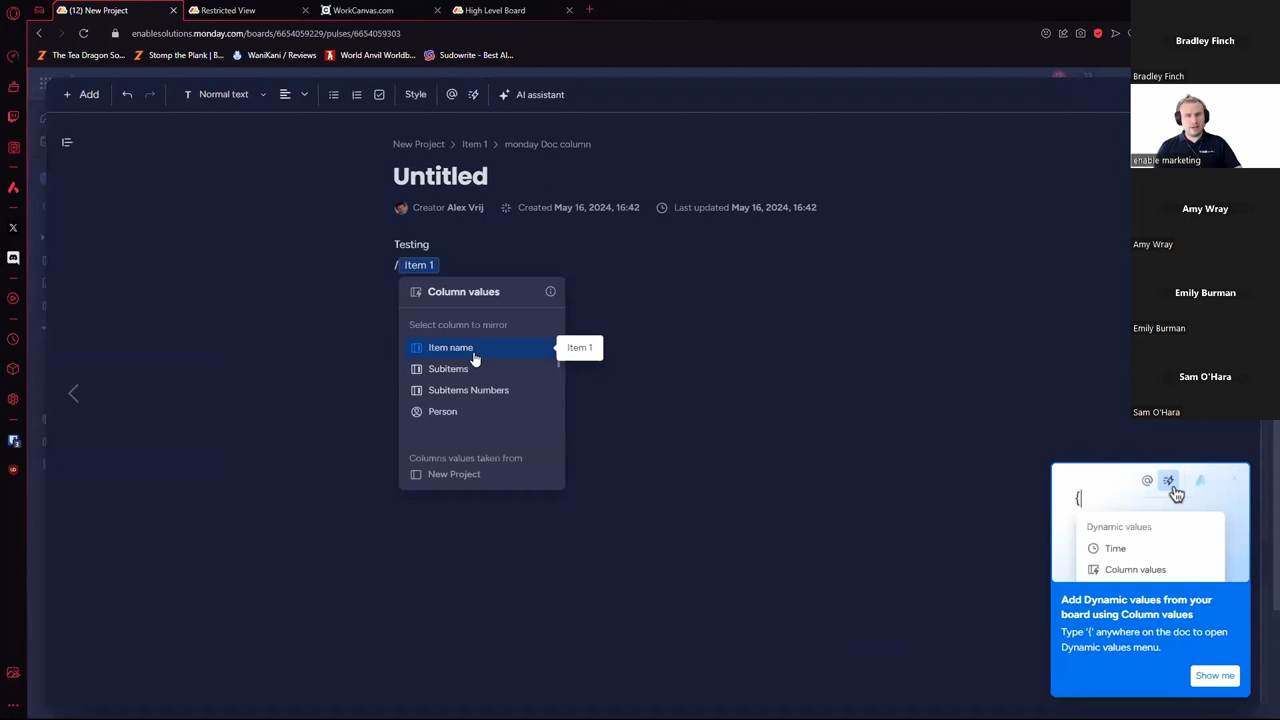 (12) New Project
Restricted View
WorkCanvas.com
High Level Board
enablesolutions.monday.com/boards/6654059229/pulses/6654059303
The Tea Dragon So...
Stomp the Plank | B...
WaniKani / Reviews
World Anvil Worldb...
Sudowrite - Best AI...
Add
Normal text
Style
AI assistant
New Project > Item 1 > monday Doc column
Untitled
Creator Alex Vrij
Created May 16, 2024, 16:42
Last updated May 16, 2024, 16:42
Testing
/ Item 1
Column values
Select column to mirror
Item name
Item 1
Subitems
Subitems Numbers
Person
Columns values taken from
New Project
Bradley Finch
Bradley Finch
enable marketing
Amy Wray
Amy Wray
Emily Burman
Emily Burman
Sam O'Hara
Sam O'Hara
{
Dynamic values
Time
Column values
Add Dynamic values from your
board using Column values
Type '{' anywhere on the doc to open
Dynamic values menu.
Show me